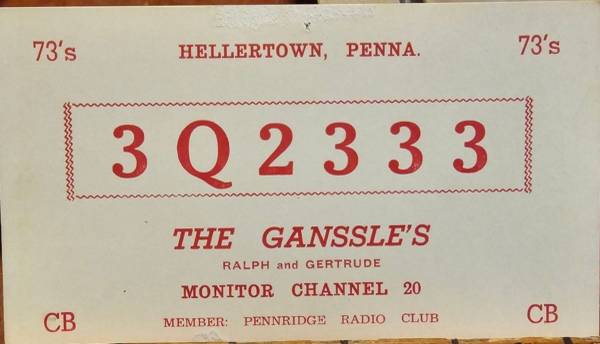 73's HELLERTOWN, PENNA. 73's
3Q2333
THE GANSSLE'S
RALPH and GERTRUDE
MONITOR CHANNEL 20
CB MEMBER: PENNRIDGE RADIO CLUB CB